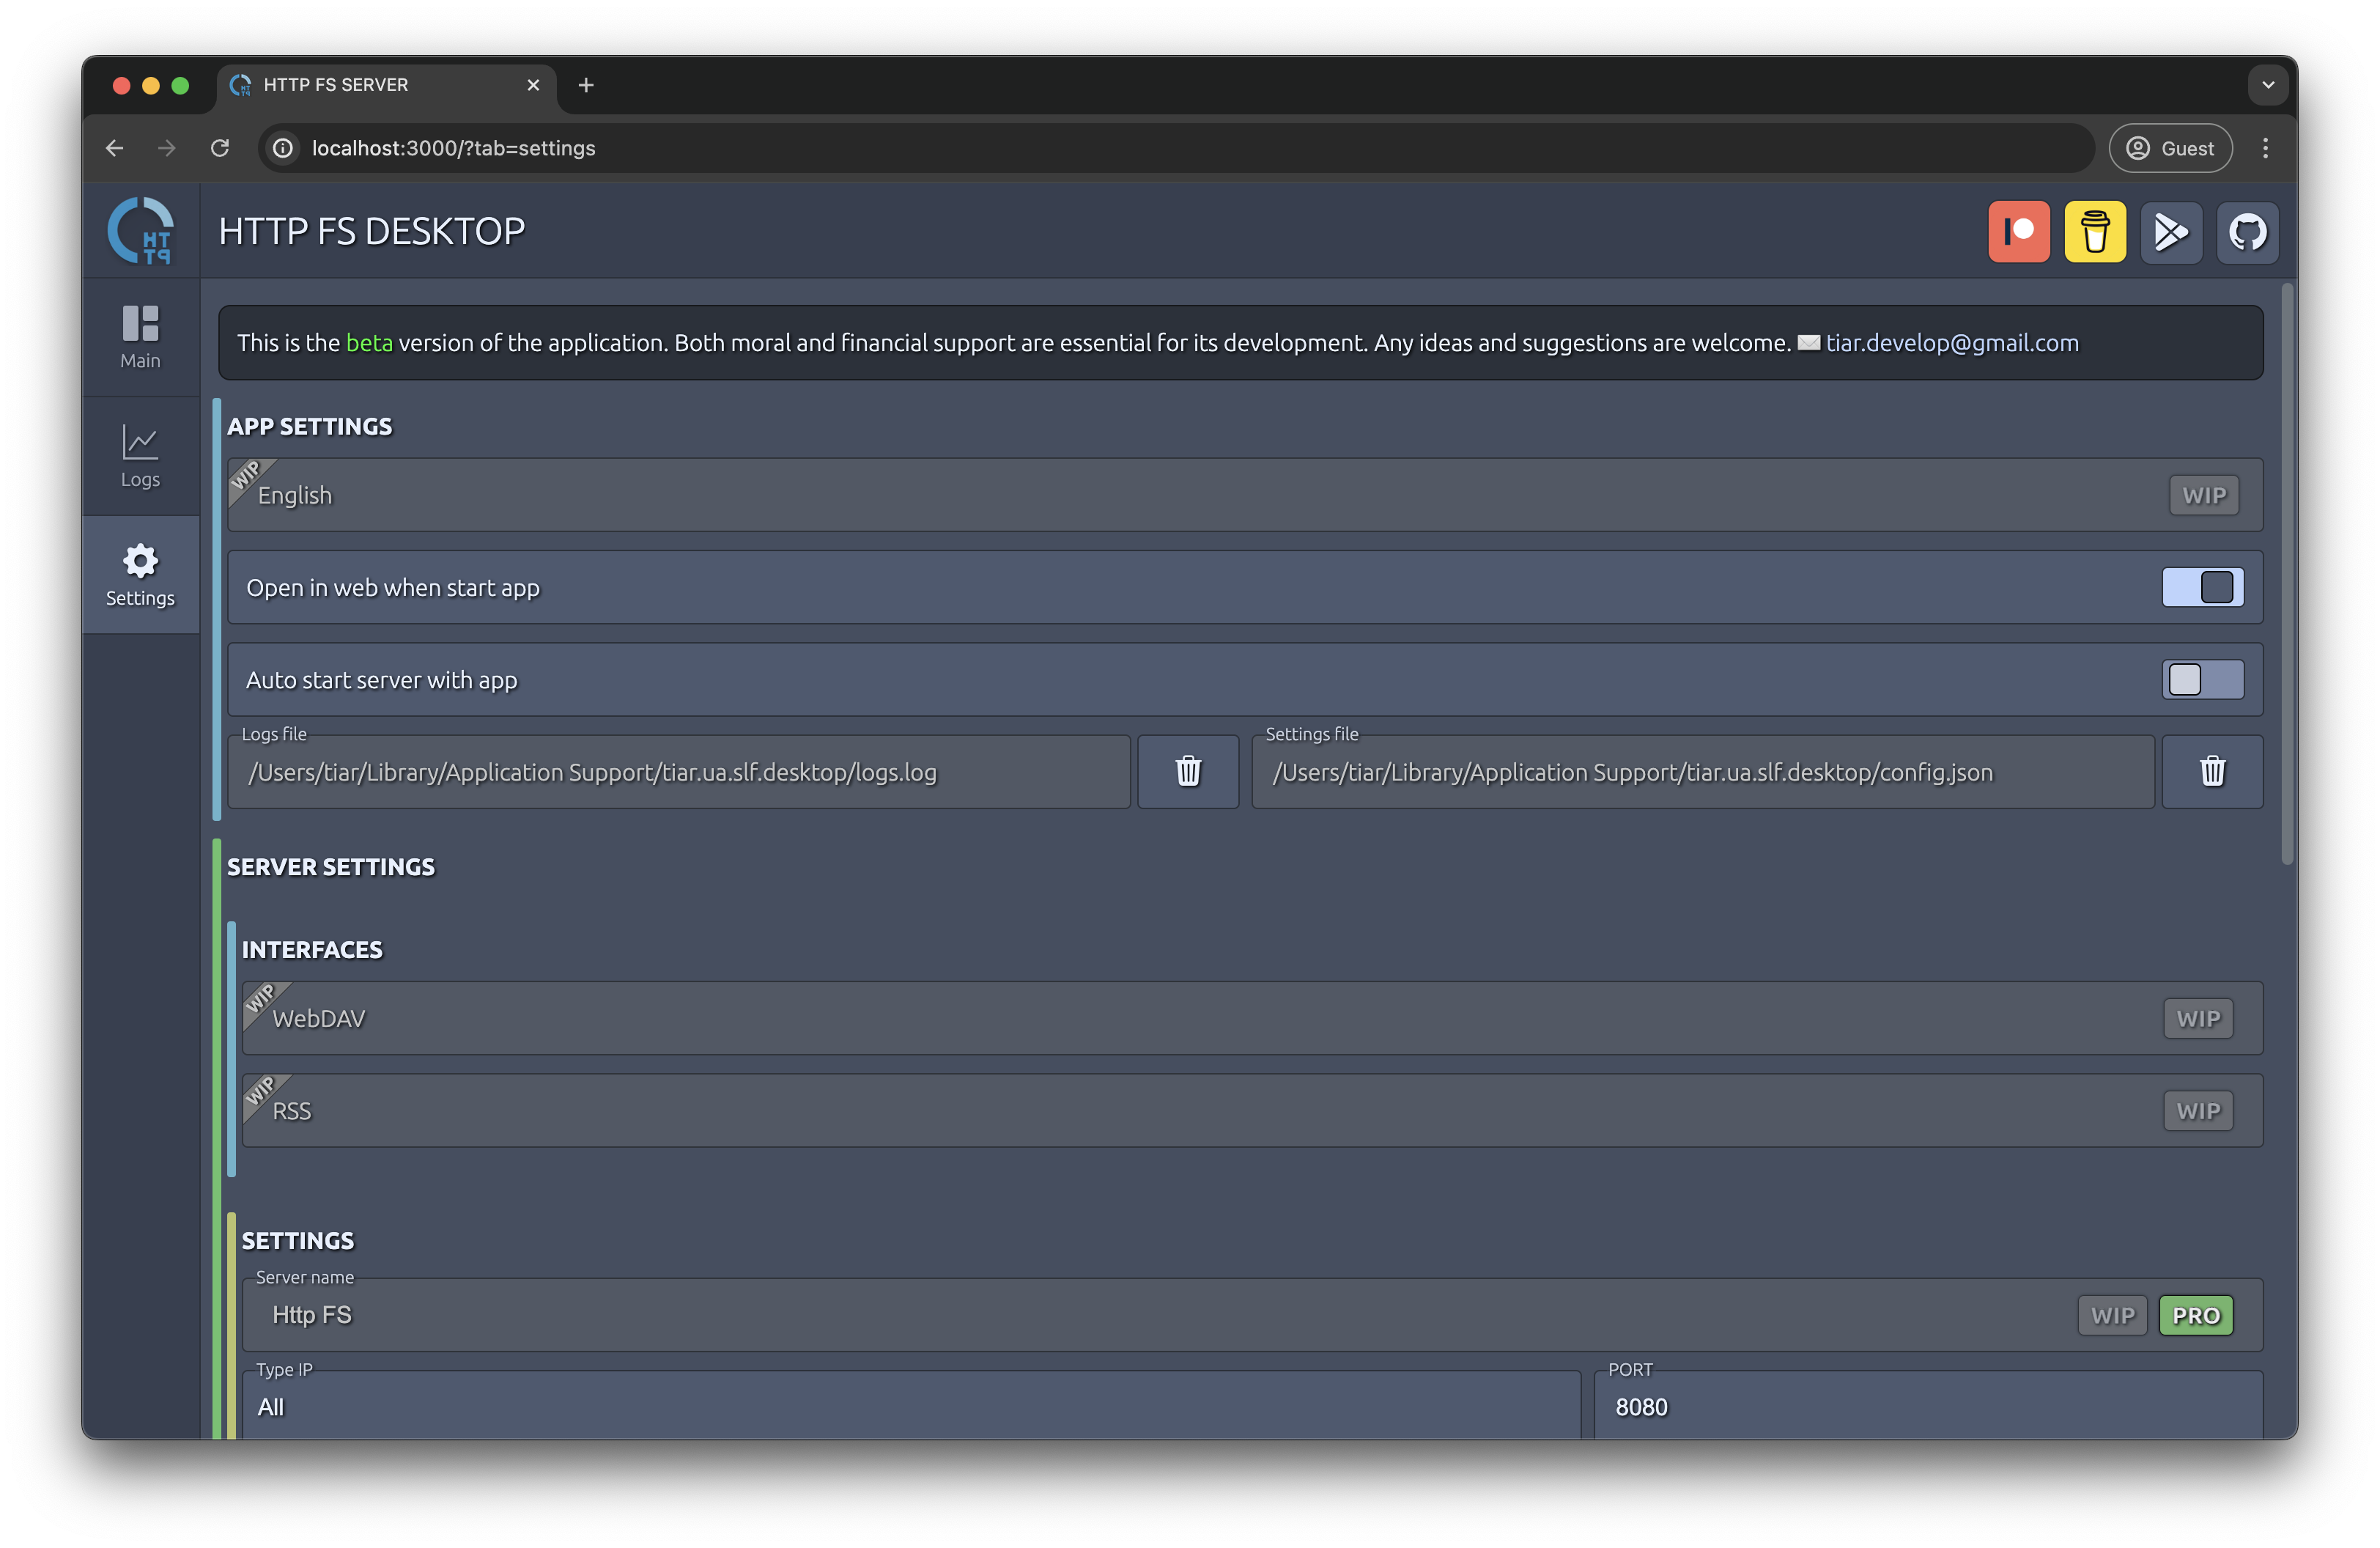 HTTP FS SERVER
localhost:3000/?tab=settings
Guest
HT
TP
HTTP FS DESKTOP
Main
Logs
Settings
This is the beta version of the application. Both moral and financial support are essential for its development. Any ideas and suggestions are welcome. tiar.develop@gmail.com
APP SETTINGS
WIP
English
WIP
Open in web when start app
Auto start server with app
Logs file
/Users/tiar/Library/Application Support/tiar.ua.slf.desktop/logs.log
Settings file
/Users/tiar/Library/Application Support/tiar.ua.slf.desktop/config.json
SERVER SETTINGS
INTERFACES
WIP
WebDAV
WIP
WIP
RSS
WIP
SETTINGS
Server name
Http FS
WIP
PRO
Type IP
All
PORT
8080